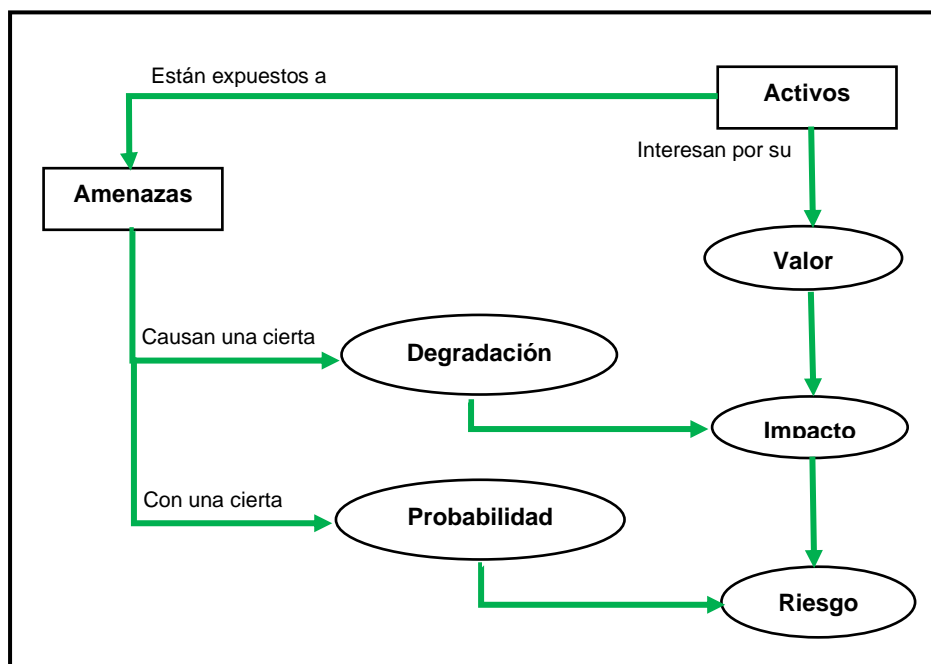 Están expuestos a
Activos
Interesan por su
Amenazas
Valor
Causan una cierta
Degradación
Impacto
Con una cierta
Probabilidad
Riesgo